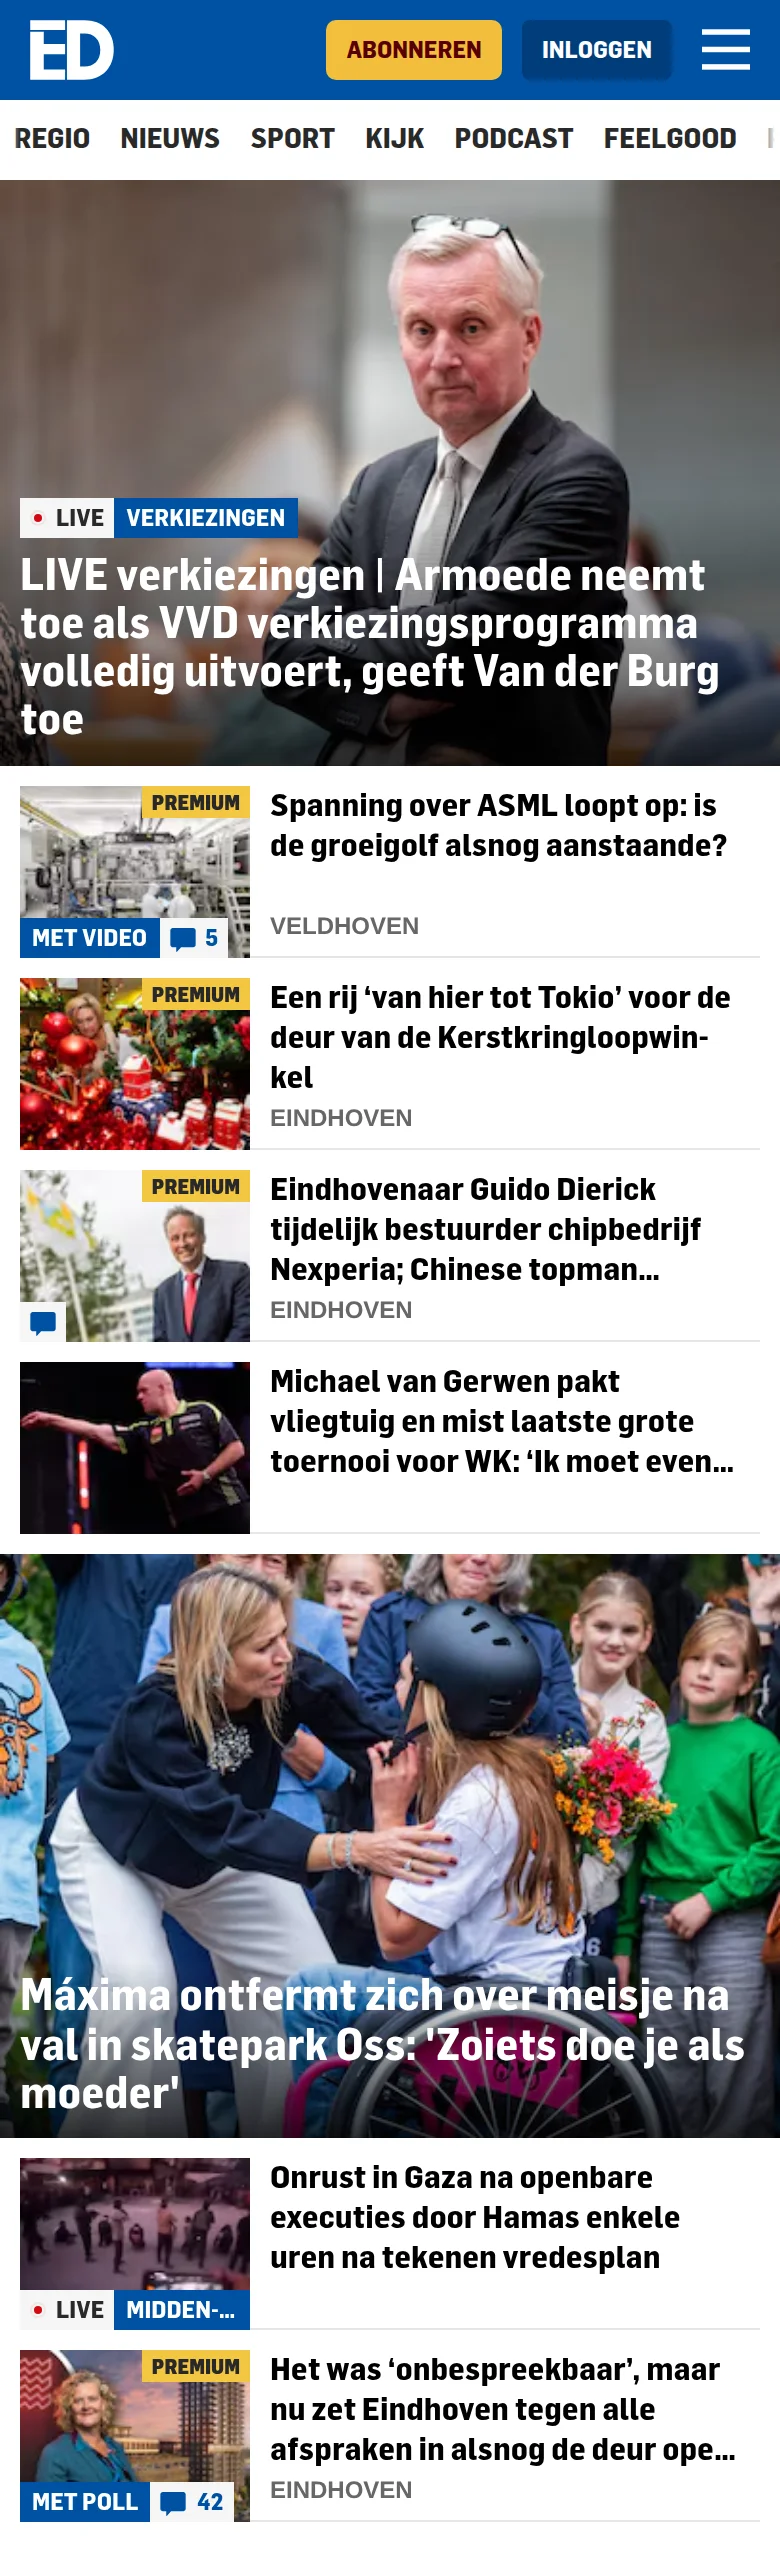 ED
ABONNEREN
INLOGGEN
REGIO NIEUWS SPORT KIJK PODCAST FEELGOOD
LIVE VERKIEZINGEN
LIVE verkiezingen | Armoede neemt
toe als VVD verkiezingsprogramma
volledig uitvoert, geeft Van der Burg
toe
PREMIUM
MET VIDEO 5
Spanning over ASML loopt op: is
de groeigolf alsnog aanstaande?
VELDHOVEN
PREMIUM
Een rij ‘van hier tot Tokio’ voor de
deur van de Kerstkringloopwin-
kel
EINDHOVEN
PREMIUM
Eindhovenaar Guido Dierick
tijdelijk bestuurder chipbedrijf
Nexperia; Chinese topman...
EINDHOVEN
Michael van Gerwen pakt
vliegtuig en mist laatste grote
toernooi voor WK: ‘Ik moet even...
Máxima ontfermt zich over meisje na
val in skatepark Oss: 'Zoiets doe je als
moeder'
LIVE MIDDEN-...
Onrust in Gaza na openbare
executies door Hamas enkele
uren na tekenen vredesplan
PREMIUM
MET POLL 42
Het was ‘onbespreekbaar’, maar
nu zet Eindhoven tegen alle
afspraken in alsnog de deur ope...
EINDHOVEN